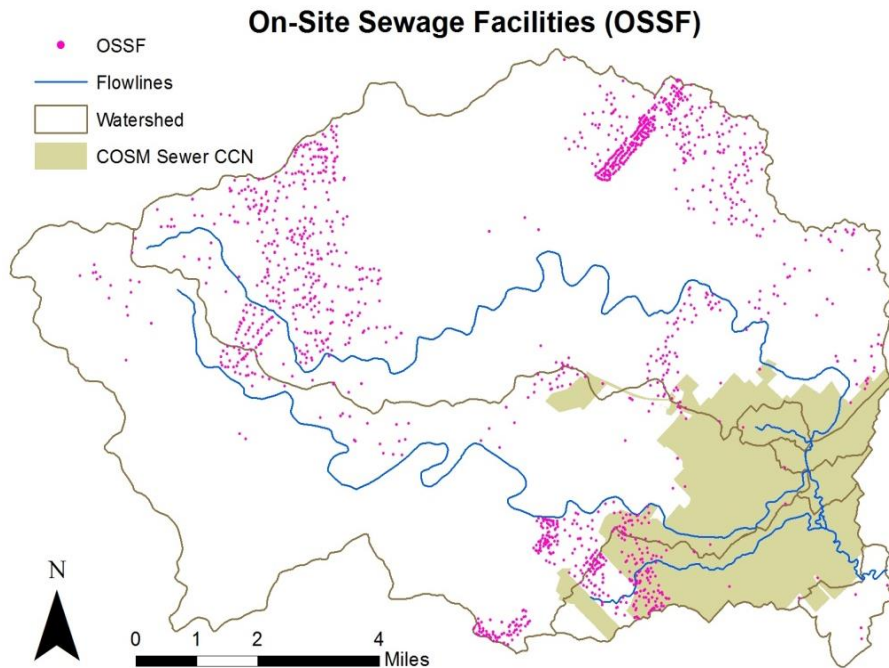 On-Site Sewage Facilities (OSSF)
OSSF
Flowlines
Watershed
COSM Sewer CCN
N
0 1 2 4
Miles